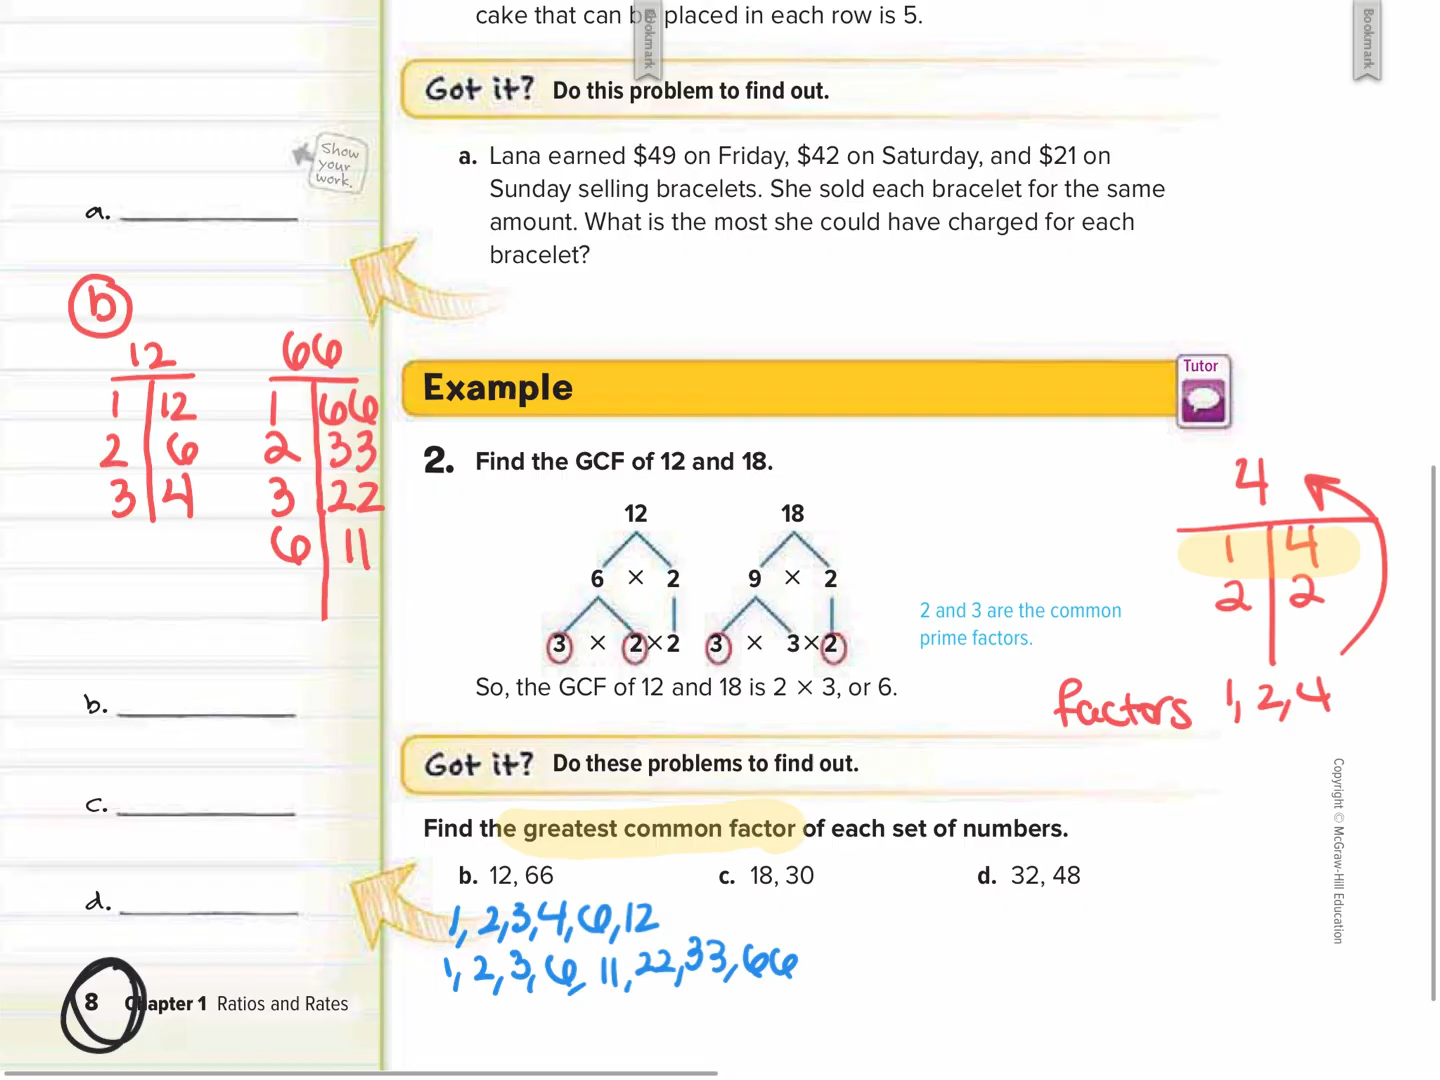 cake that can be placed in each row is 5.
Bookmark
Bookmark
Got it? Do this problem to find out.
Show your work.
a. Lana earned $49 on Friday, $42 on Saturday, and $21 on
Sunday selling bracelets. She sold each bracelet for the same
amount. What is the most she could have charged for each
bracelet?
a.
b
12
1 12
2 6
3 4
66
1 66
2 33
3 22
6 11
Example
Tutor
2. Find the GCF of 12 and 18.
12 18
6 × 2 9 × 2
3 × 2 × 2 3 × 3 × 2
2 and 3 are the common
prime factors.
So, the GCF of 12 and 18 is 2 × 3, or 6.
4
1 4
2 2
factors 1, 2, 4
Got it? Do these problems to find out.
Find the greatest common factor of each set of numbers.
b. 12, 66 c. 18, 30 d. 32, 48
1, 2, 3, 4, 6, 12
1, 2, 3, 6, 11, 22, 33, 66
b.
c.
d.
8 Chapter 1 Ratios and Rates
Copyright © McGraw-Hill Education